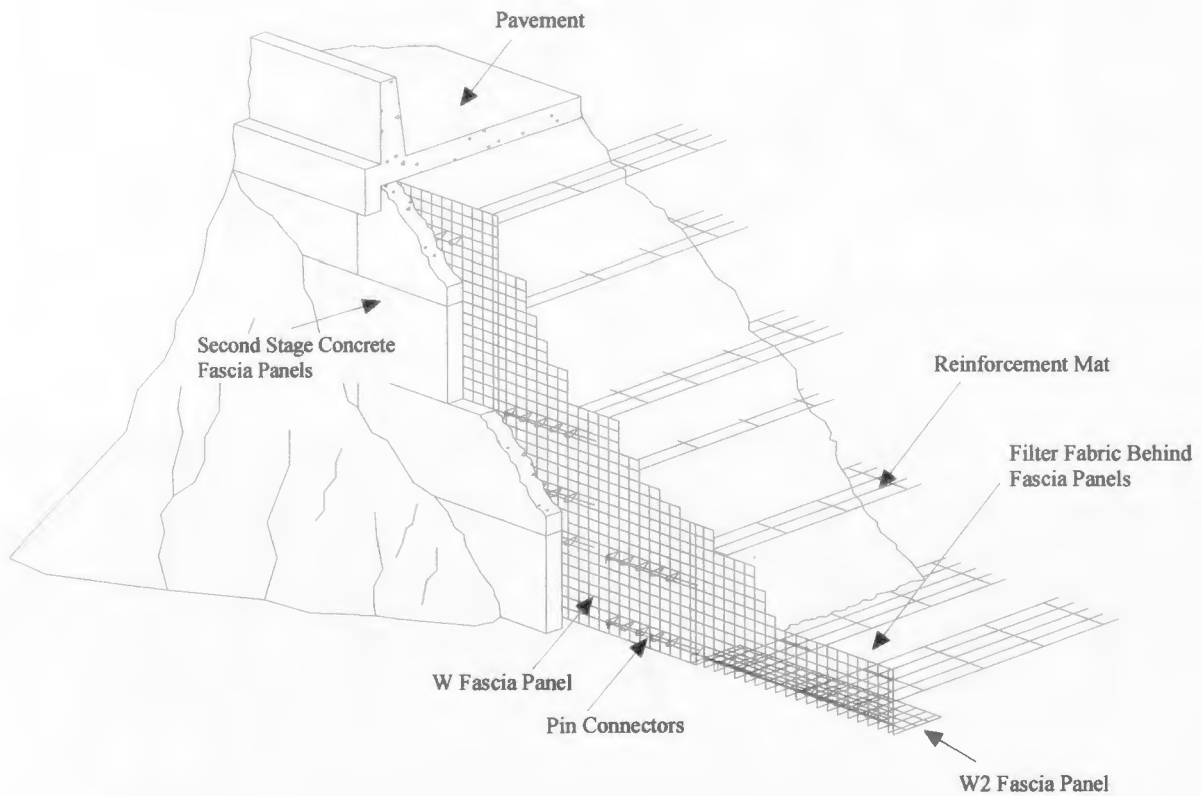 Pavement
Second Stage Concrete
Fascia Panels
Reinforcement Mat
Filter Fabric Behind
Fascia Panels
W Fascia Panel
Pin Connectors
W2 Fascia Panel